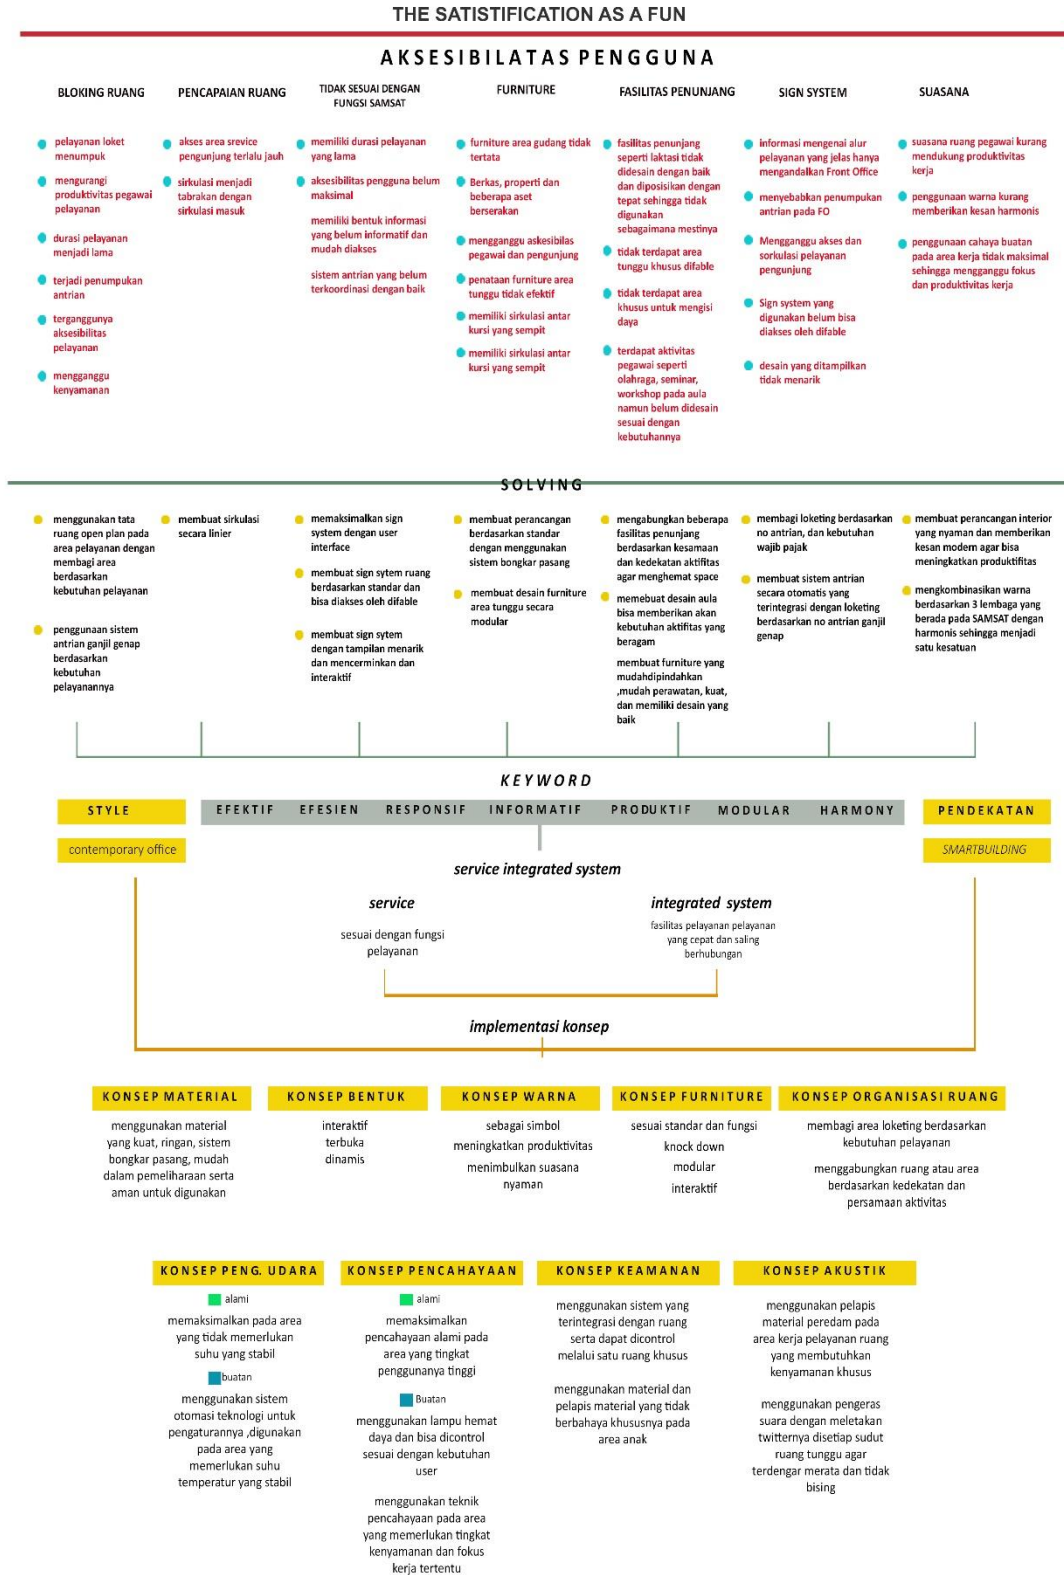 THE SATISTIFICATION AS A FUN
AKSESIBILATAS PENGGUNA
BLOKING RUANG
pelayanan loket
menumpuk
mengurangi
produktivitas pegawai
pelayanan
durasi pelayanan
menjadi lama
terjadi penumpukan
antrian
terganggunya
aksesibilitas
pelayanan
mengganggu
kenyamanan
PENCAPAIAN RUANG
akses area srevice
pengunjung terlalu jauh
sirkulasi menjadi
tabrakan dengan
sirkulasi masuk
TIDAK SESUAI DENGAN
FUNGSI SAMSAT
memiliki durasi pelayanan
yang lama
aksesibilitas pengguna belum
maksimal
memiliki bentuk informasi
yang belum informatif dan
mudah diakses
sistem antrian yang belum
terkoordinasi dengan baik
FURNITURE
furniture area gudang tidak
tertata
Berkas, properti dan
beberapa aset
berserakan
mengganggu askesibilas
pegawai dan pengunjung
penataan furniture area
tunggu tidak efektif
memiliki sirkulasi antar
kursi yang sempit
memiliki sirkulasi antar
kursi yang sempit
FASILITAS PENUNJANG
fasilitas penunjang
seperti laktasi tidak
didesain dengan baik
dan diposisikan dengan
tepat sehingga tidak
digunakan
sebagaimana mestinya
tidak terdapat area
tunggu khusus difable
tidak terdapat area
khusus untuk mengisi
daya
terdapat aktivitas
pegawai seperti
olahraga, seminar,
workshop pada aula
namun belum didesain
sesuai dengan
kebutuhannya
SIGN SYSTEM
informasi mengenai alur
pelayanan yang jelas hanya
mengandalkan Front Office
menyebabkan penumpukan
antrian pada FO
Mengganggu akses dan
sorkulasi pelayanan
pengunjung
Sign system yang
digunakan belum bisa
diakses oleh difable
desain yang ditampilkan
tidak menarik
SUASANA
suasana ruang pegawai kurang
mendukung produktivitas
kerja
penggunaan warna kurang
memberikan kesan harmonis
penggunaan cahaya buatan
pada area kerja tidak maksimal
sehingga mengganggu fokus
dan produktivitas kerja
SOLVING
menggunakan tata
ruang open plan pada
area pelayanan dengan
membagi area
berdasarkan
kebutuhan pelayanan
penggunaan sistem
antrian ganjil genap
berdasarkan
kebutuhan
pelayanannya
membuat sirkulasi
secara linier
memaksimalkan sign
system dengan user
interface
membuat sign sytem ruang
berdasarkan standar dan
bisa diakses oleh difable
membuat sign sytem
dengan tampilan menarik
dan mencerminkan dan
interaktif
membuat perancangan
berdasarkan standar
dengan menggunakan
sistem bongkar pasang
membuat desain furniture
area tunggu secara
modular
mengabungkan beberapa
fasilitas penunjang
berdasarkan kesamaan
dan kedekatan aktifitas
agar menghemat space
memebuat desain aula
bisa memberikan akan
kebutuhan aktifitas yang
beragam
membuat furniture yang
mudahdipindahkan
,mudah perawatan, kuat,
dan memiliki desain yang
baik
membagi loketing berdasarkan
no antrian, dan kebutuhan
wajib pajak
membuat sistem antrian
secara otomatis yang
terintegrasi dengan loketing
berdasarkan no antrian ganjil
genap
membuat perancangan interior
yang nyaman dan memberikan
kesan modern agar bisa
meningkatkan produktifitas
mengkombinasikan warna
berdasarkan 3 lembaga yang
berada pada SAMSAT dengan
harmonis sehingga menjadi
satu kesatuan
KEYWORD
STYLE
contemporary office
EFEKTIF EFESIEN RESPONSIF INFORMATIF PRODUKTIF MODULAR HARMONY
PENDEKATAN
SMARTBUILDING
service integrated system
service
sesuai dengan fungsi
pelayanan
integrated system
fasilitas pelayanan pelayanan
yang cepat dan saling
berhubungan
implementasi konsep
KONSEP MATERIAL
menggunakan material
yang kuat, ringan, sistem
bongkar pasang, mudah
dalam pemeliharaan serta
aman untuk digunakan
KONSEP BENTUK
interaktif
terbuka
dinamis
KONSEP WARNA
sebagai simbol
meningkatkan produktivitas
menimbulkan suasana
nyaman
KONSEP FURNITURE
sesuai standar dan fungsi
knock down
modular
interaktif
KONSEP ORGANISASI RUANG
membagi area loketing berdasarkan
kebutuhan pelayanan
menggabungkan ruang atau area
berdasarkan kedekatan dan
persamaan aktivitas
KONSEP PENG. UDARA
alami
memaksimalkan pada area
yang tidak memerlukan
suhu yang stabil
buatan
menggunakan sistem
otomasi teknologi untuk
pengaturannya ,digunakan
pada area yang
memerlukan suhu
temperatur yang stabil
KONSEP PENCAHAYAAN
alami
memaksimalkan
pencahayaan alami pada
area yang tingkat
penggunanya tinggi
Buatan
menggunakan lampu hemat
daya dan bisa dicontrol
sesuai dengan kebutuhan
user
menggunakan teknik
pencahayaan pada area
yang memerlukan tingkat
kenyamanan dan fokus
kerja tertentu
KONSEP KEAMANAN
menggunakan sistem yang
terintegrasi dengan ruang
serta dapat dicontrol
melalui satu ruang khusus
menggunakan material dan
pelapis material yang tidak
berbahaya khususnya pada
area anak
KONSEP AKUSTIK
menggunakan pelapis
material peredam pada
area kerja pelayanan ruang
yang membutuhkan
kenyamanan khusus
menggunakan pengeras
suara dengan meletakan
twitternya disetiap sudut
ruang tunggu agar
terdengar merata dan tidak
bising